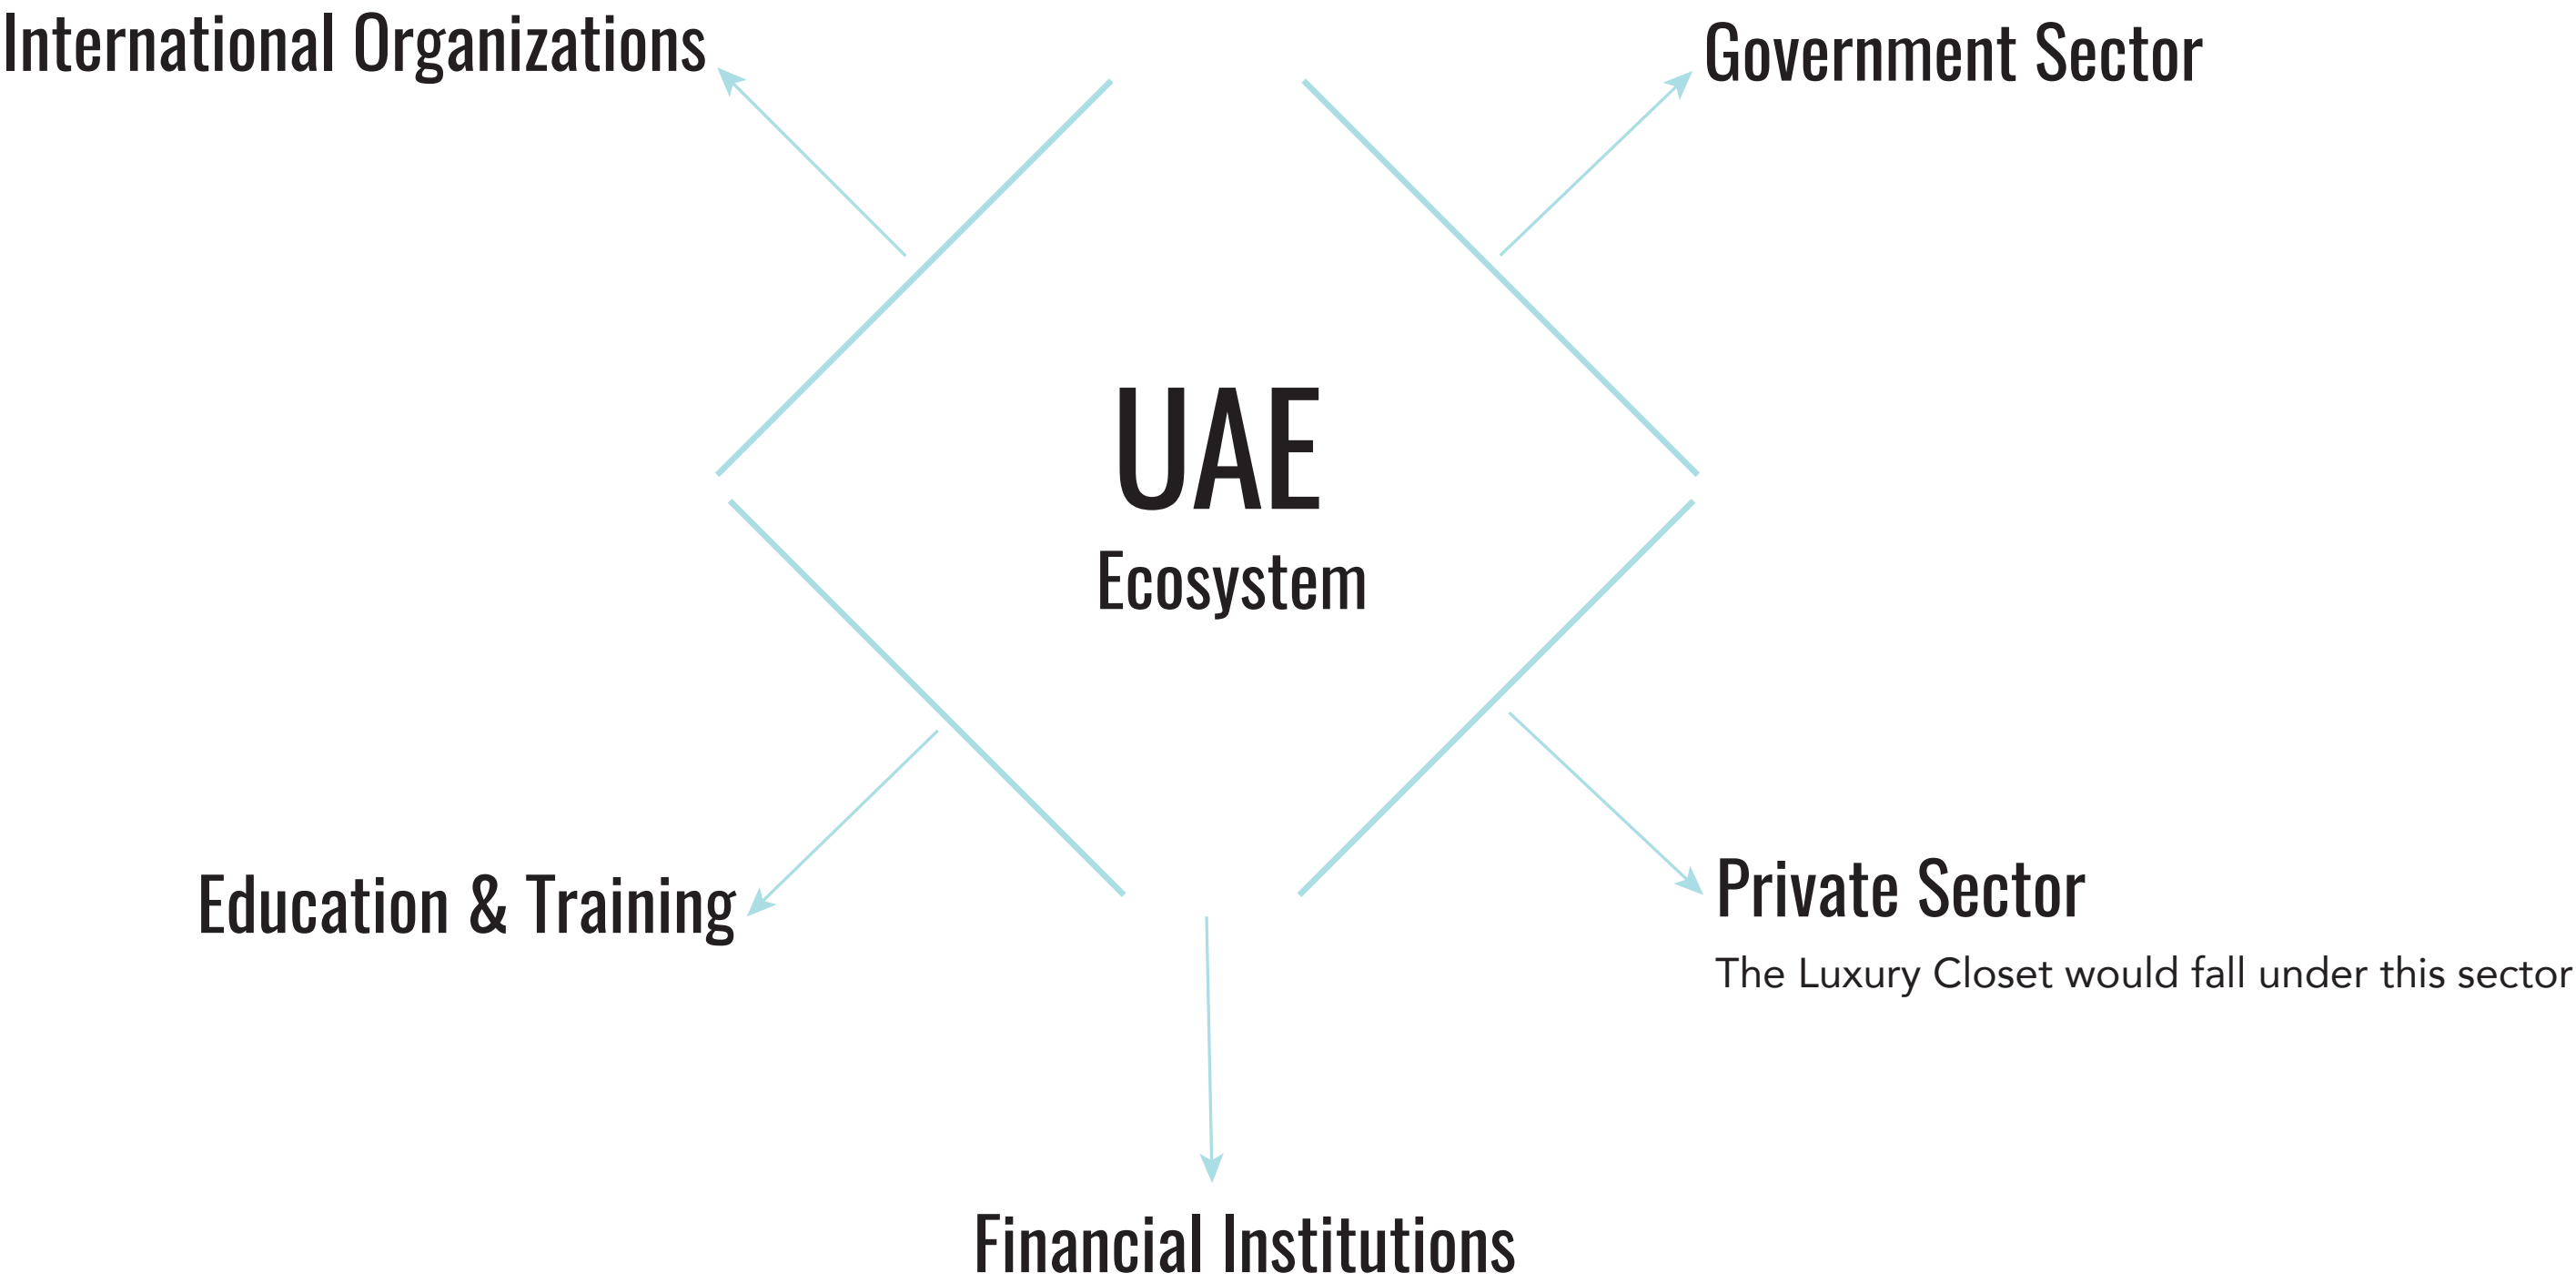 International Organizations
Government Sector
UAE
Ecosystem
Education & Training
Private Sector
The Luxury Closet would fall under this sector
Financial Institutions